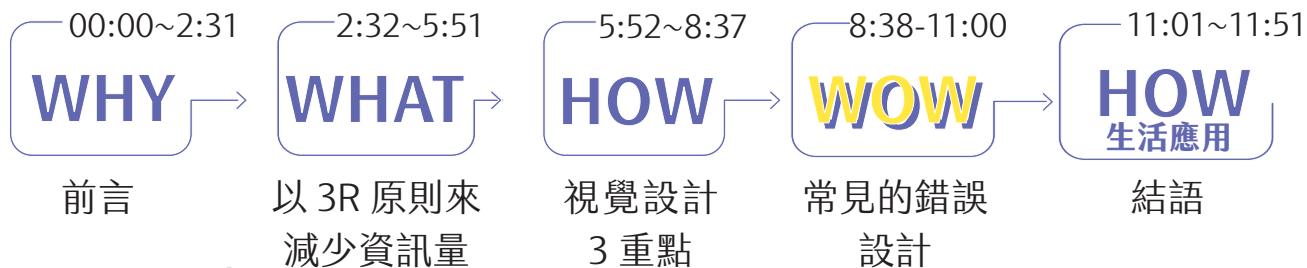 00:00~2:31
WHY
前言
2:32~5:51
WHAT
以 3R 原則來
減少資訊量
5:52~8:37
HOW
視覺設計
3 重點
8:38-11:00
WOW
常見的錯誤
設計
11:01~11:51
HOW
生活應用
結語